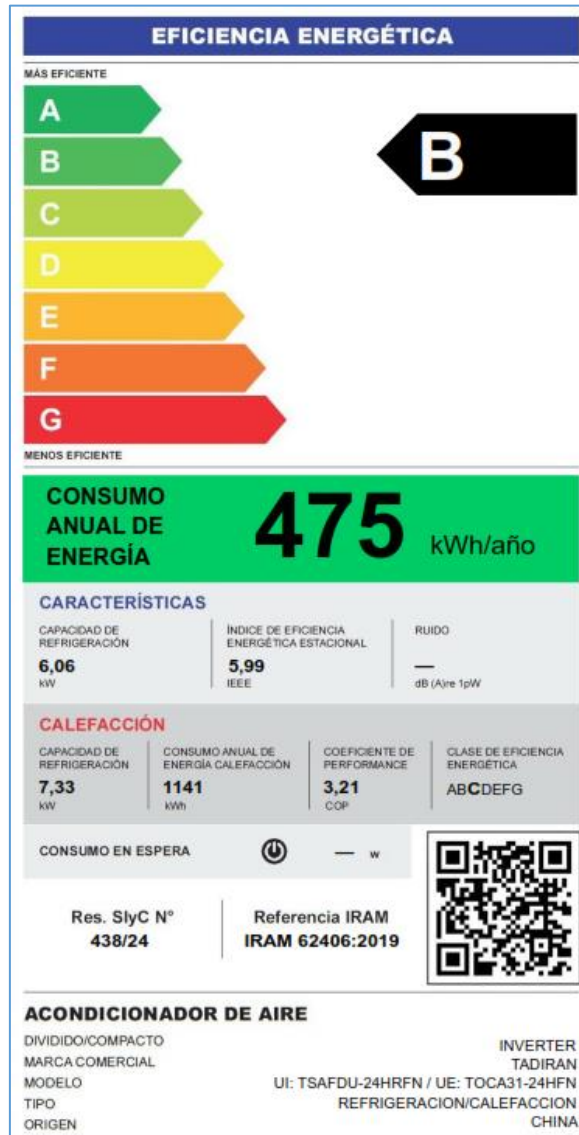 EFICIENCIA ENERGÉTICA
MÁS EFICIENTE
A
B
B
C
D
E
F
G
MENOS EFICIENTE
CONSUMO
ANUAL DE
ENERGÍA
475 kWh/año
CARACTERÍSTICAS
CAPACIDAD DE
REFRIGERACIÓN
6,06
kW
ÍNDICE DE EFICIENCIA
ENERGÉTICA ESTACIONAL
5,99
IEEE
RUIDO
—
dB (A)re 1pW
CALEFACCIÓN
CAPACIDAD DE
REFRIGERACIÓN
7,33
kW
CONSUMO ANUAL DE
ENERGÍA CALEFACCIÓN
1141
kWh
COEFICIENTE DE
PERFORMANCE
3,21
COP
CLASE DE EFICIENCIA
ENERGÉTICA
ABCDEFG
CONSUMO EN ESPERA — w
Res. SIyC N°
438/24
Referencia IRAM
IRAM 62406:2019
ACONDICIONADOR DE AIRE
DIVIDIDO/COMPACTO INVERTER
MARCA COMERCIAL TADIRAN
MODELO UI: TSAFDU-24HRFN / UE: TOCA31-24HFN
TIPO REFRIGERACION/CALEFACCION
ORIGEN CHINA